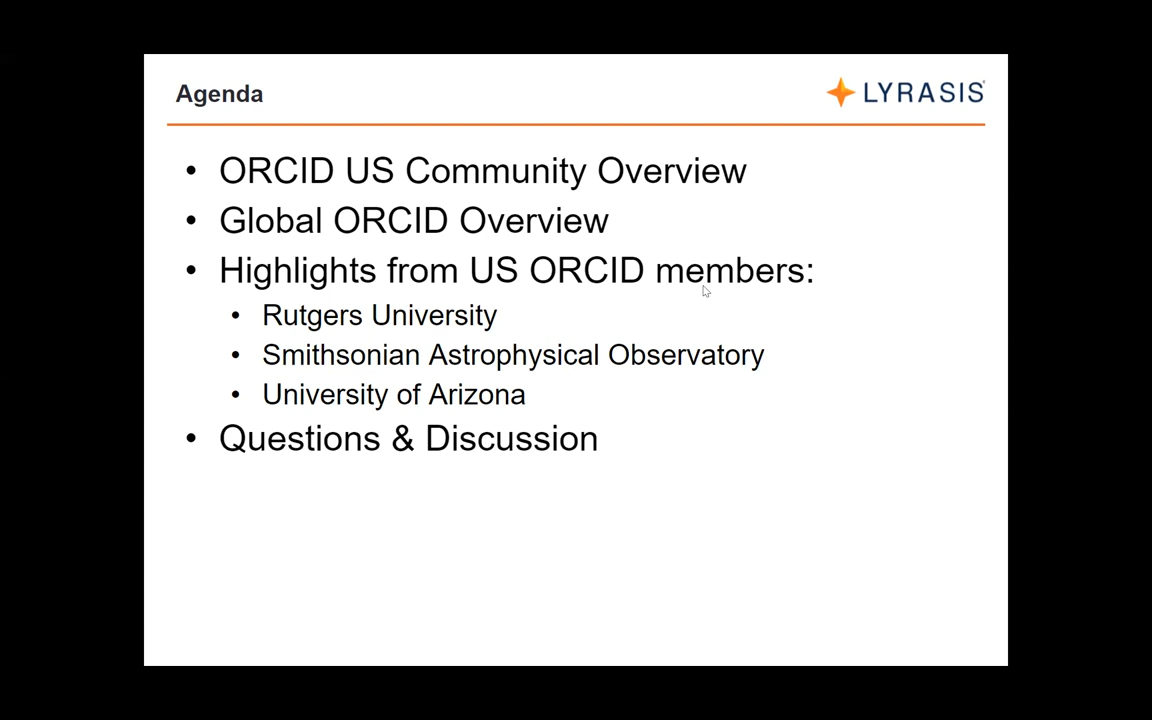 Agenda
LYRASIS
• ORCID US Community Overview
• Global ORCID Overview
• Highlights from US ORCID members:
• Rutgers University
• Smithsonian Astrophysical Observatory
• University of Arizona
• Questions & Discussion